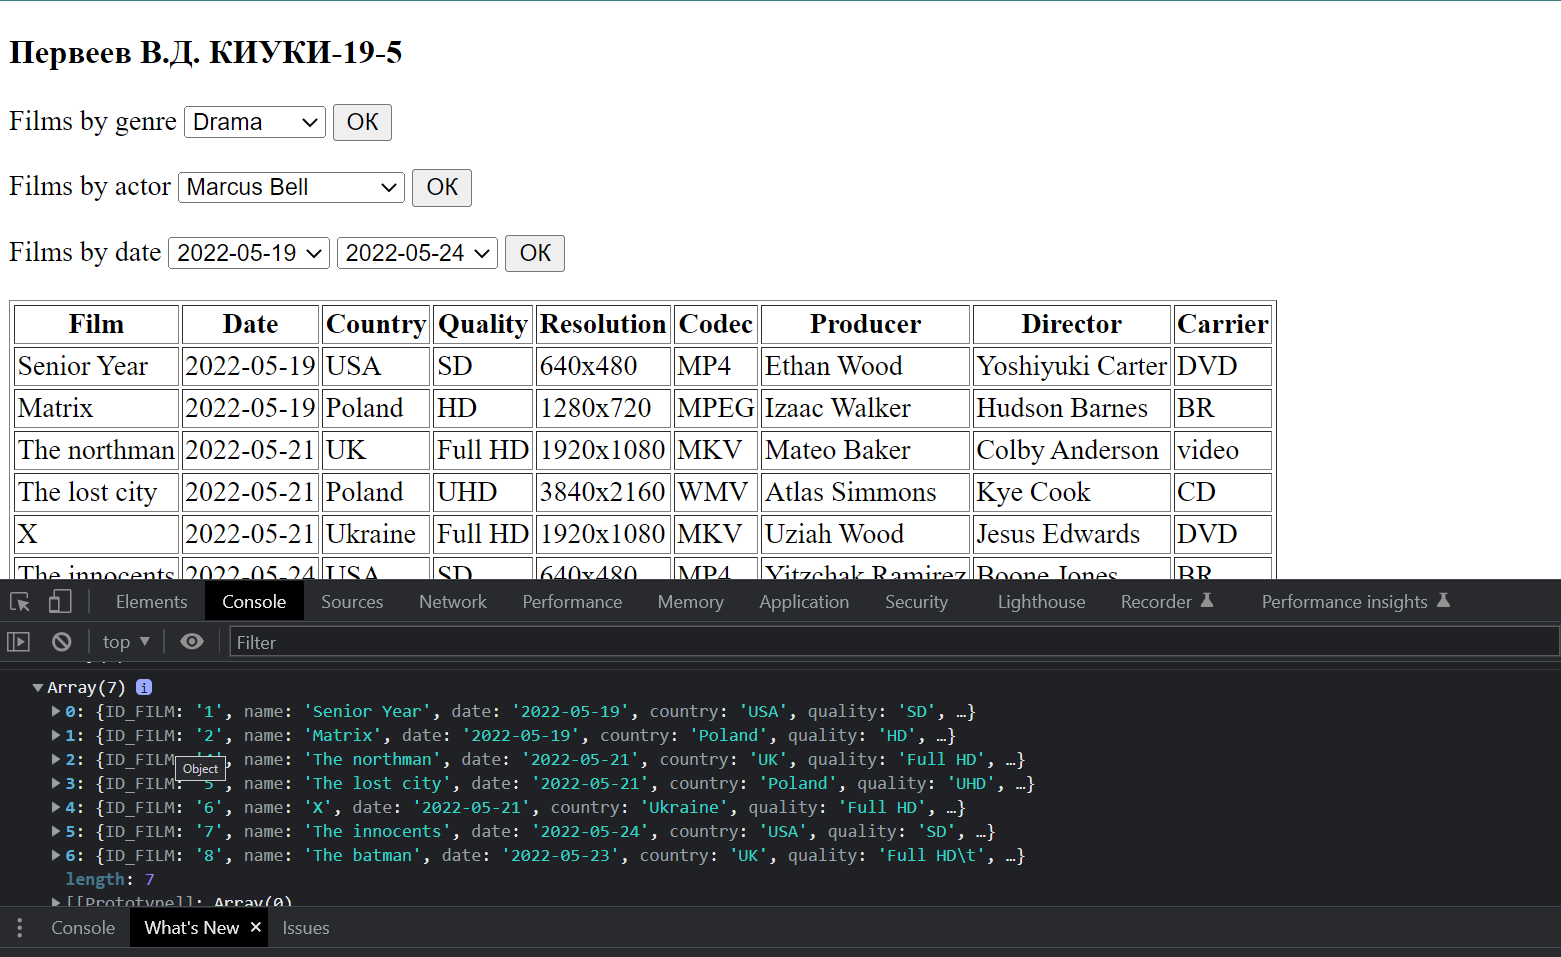 Первеев В.Д. КИУКИ-19-5
Films by genre Drama OK
Films by actor Marcus Bell OK
Films by date 2022-05-19 2022-05-24 OK
Film Date Country Quality Resolution Codec Producer Director Carrier
Senior Year 2022-05-19 USA SD 640x480 MP4 Ethan Wood Yoshiyuki Carter DVD
Matrix 2022-05-19 Poland HD 1280x720 MPEG Izaac Walker Hudson Barnes BR
The northman 2022-05-21 UK Full HD 1920x1080 MKV Mateo Baker Colby Anderson video
The lost city 2022-05-21 Poland UHD 3840x2160 WMV Atlas Simmons Kye Cook CD
X 2022-05-21 Ukraine Full HD 1920x1080 MKV Uziah Wood Jesus Edwards DVD
The innocents 2022-05-24 USA SD 640x480 MP4 Yitzchak Ramirez Boone Jones BR
Elements Console Sources Network Performance Memory Application Security Lighthouse Recorder Performance insights
top Filter
Array(7) i
0: {ID_FILM: '1', name: 'Senior Year', date: '2022-05-19', country: 'USA', quality: 'SD', …}
1: {ID_FILM: '2', name: 'Matrix', date: '2022-05-19', country: 'Poland', quality: 'HD', …}
2: {ID_FILM: , name: 'The northman', date: '2022-05-21', country: 'UK', quality: 'Full HD', …}
Object
3: {ID_FILM: '5', name: 'The lost city', date: '2022-05-21', country: 'Poland', quality: 'UHD', …}
4: {ID_FILM: '6', name: 'X', date: '2022-05-21', country: 'Ukraine', quality: 'Full HD', …}
5: {ID_FILM: '7', name: 'The innocents', date: '2022-05-24', country: 'USA', quality: 'SD', …}
6: {ID_FILM: '8', name: 'The batman', date: '2022-05-23', country: 'UK', quality: 'Full HD\t', …}
length: 7
[[Prototype]]: Array(0)
Console What's New × Issues